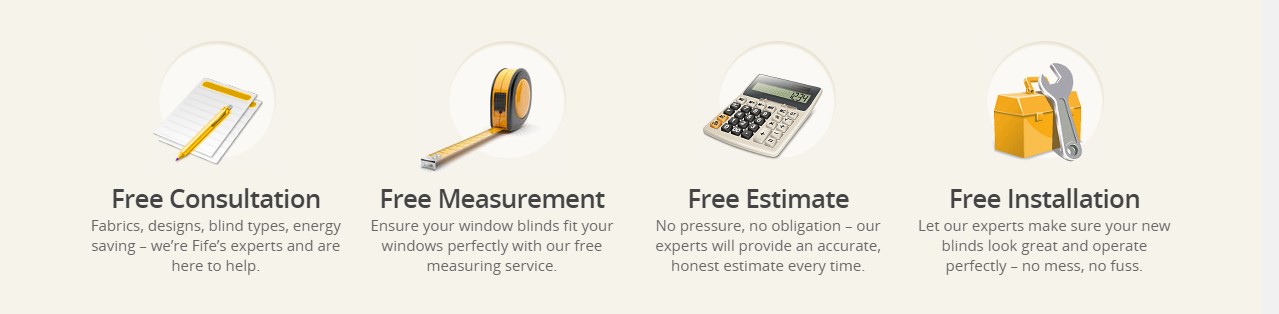 Free Consultation
Fabrics, designs, blind types, energy
saving – we’re Fife’s experts and are
here to help.
Free Measurement
Ensure your window blinds fit your
windows perfectly with our free
measuring service.
Free Estimate
No pressure, no obligation – our
experts will provide an accurate,
honest estimate every time.
Free Installation
Let our experts make sure your new
blinds look great and operate
perfectly – no mess, no fuss.